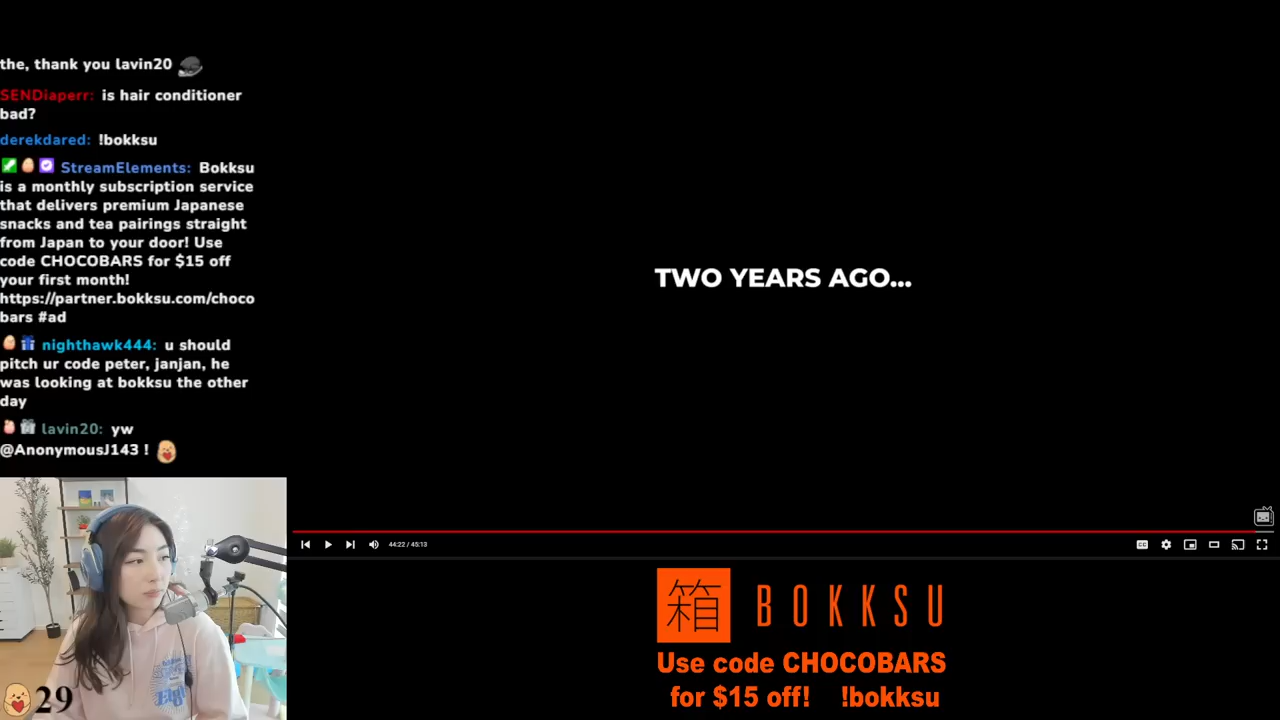 the, thank you lavin20
SENDiaperr: is hair conditioner
bad?
derekdared: !bokksu
StreamElements: Bokksu
is a monthly subscription service
that delivers premium Japanese
snacks and tea pairings straight
from Japan to your door! Use
code CHOCOBARS for $15 off
your first month!
https://partner.bokksu.com/choco
bars #ad
nighthawk444: u should
pitch ur code peter, janjan, he
was looking at bokksu the other
day
lavin20: yw
@AnonymousJ143 !
TWO YEARS AGO...
44:22 / 45:13
CC
箱 BOKKSU
Use code CHOCOBARS
for $15 off! !bokksu
29